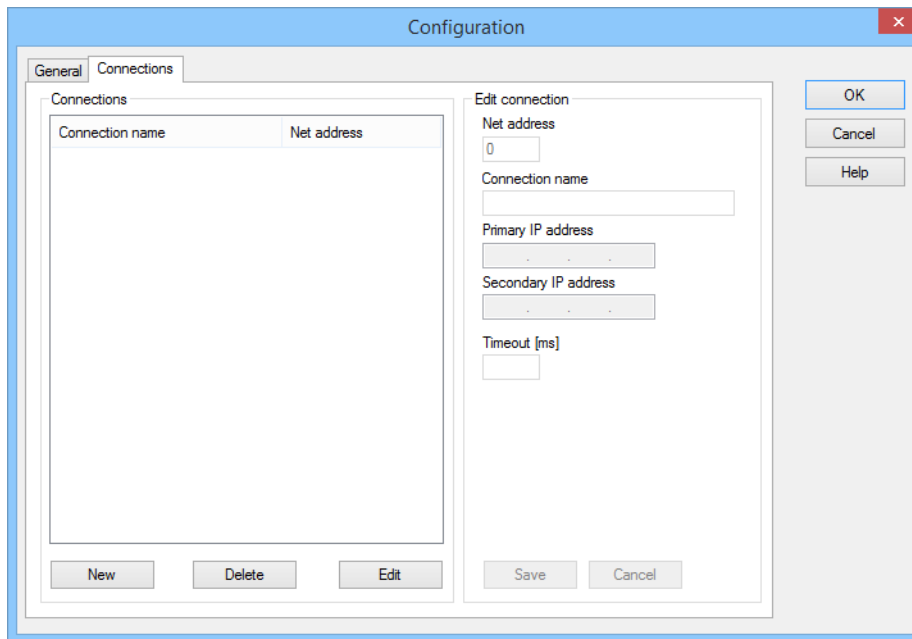 Configuration
General
Connections
Connections
Connection name
Net address
New
Delete
Edit
Edit connection
Net address
0
Connection name
Primary IP address
. . .
Secondary IP address
. . .
Timeout [ms]
Save
Cancel
OK
Cancel
Help